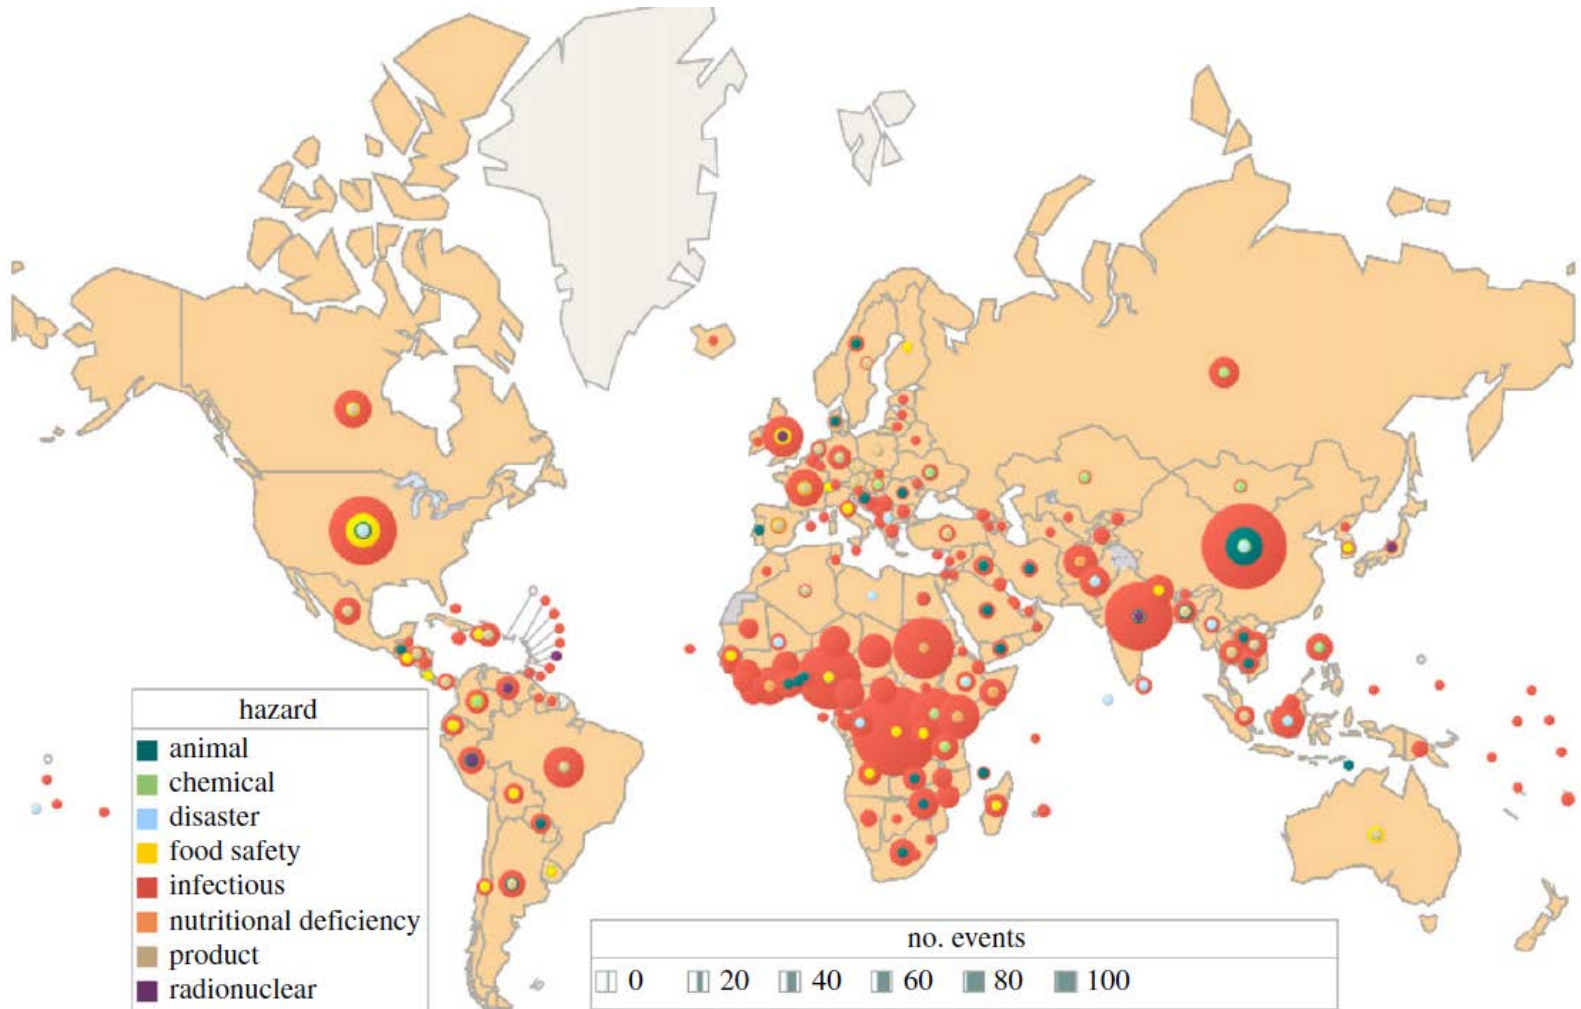 hazard
animal
chemical
disaster
food safety
infectious
nutritional deficiency
product
radionuclear
no. events
0 20 40 60 80 100